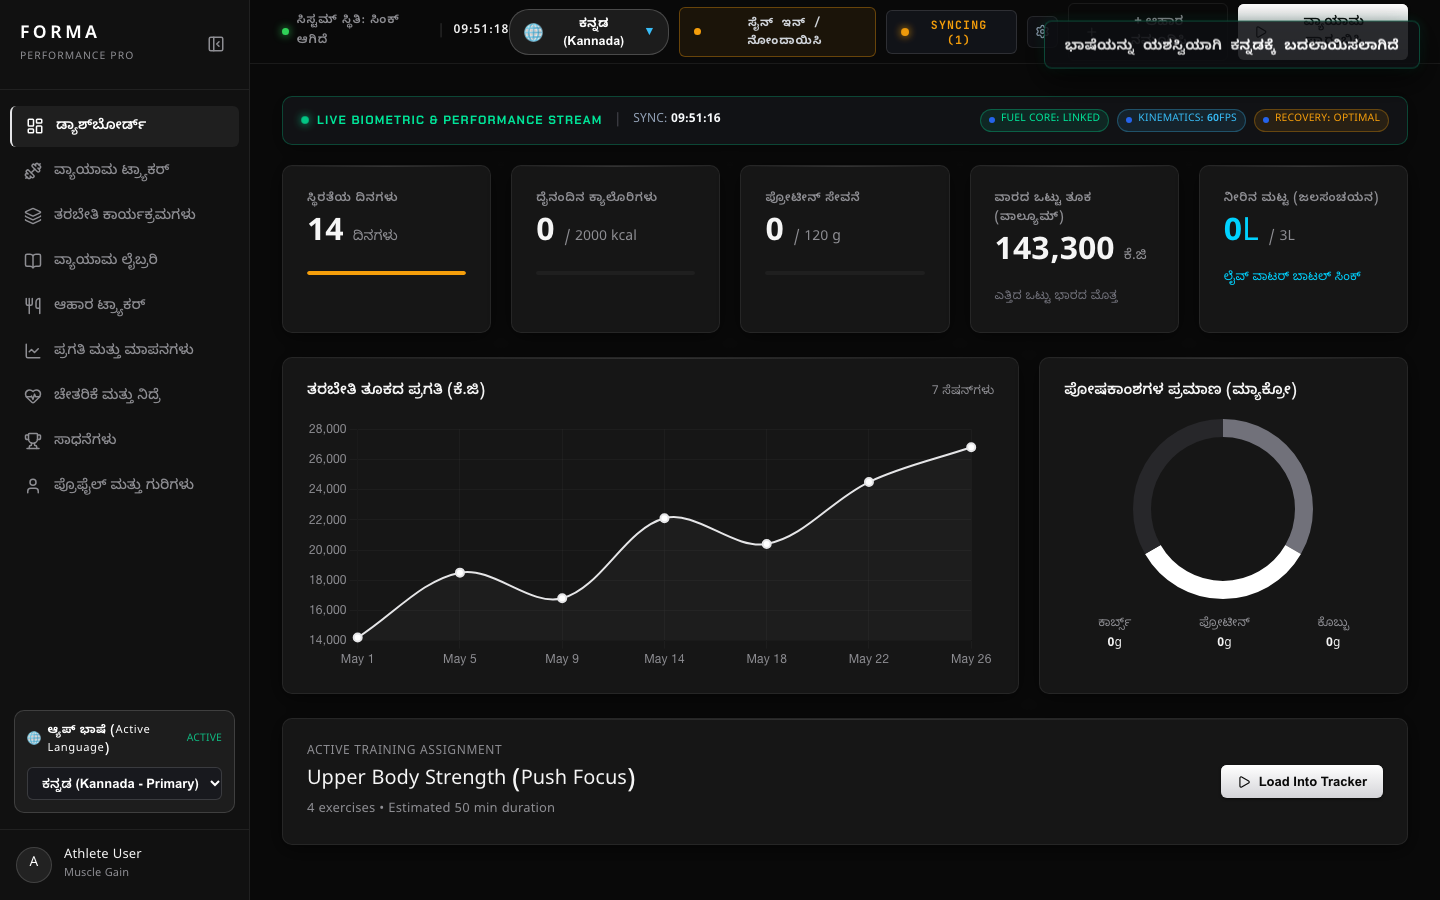 FORMA
PERFORMANCE PRO
ಡ್ಯಾಶ್‌ಬೋರ್ಡ್
ವ್ಯಾಯಾಮ ಟ್ರ್ಯಾಕರ್
ತರಬೇತಿ ಕಾರ್ಯಕ್ರಮಗಳು
ವ್ಯಾಯಾಮ ಲೈಬ್ರರಿ
ಆಹಾರ ಟ್ರ್ಯಾಕರ್
ಪ್ರಗತಿ ಮತ್ತು ಮಾಪನಗಳು
ಚೇತರಿಕೆ ಮತ್ತು ನಿದ್ರೆ
ಸಾಧನೆಗಳು
ಪ್ರೊಫೈಲ್ ಮತ್ತು ಗುರಿಗಳು
ಆ್ಯಪ್ ಭಾಷೆ (Active
Language)
ACTIVE
ಕನ್ನಡ (Kannada - Primary)
A
Athlete User
Muscle Gain
ಸಿಸ್ಟಮ್ ಸ್ಥಿತಿ: ಸಿಂಕ್
ಆಗಿದೆ
09:51:18
ಕನ್ನಡ
(Kannada)
ಸೈನ್ ಇನ್ /
ನೋಂದಾಯಿಸಿ
SYNCING
(1)
+ ಆಹಾರ
ವ್ಯಾಯಾಮ
ಭಾಷೆಯನ್ನು ಯಶಸ್ವಿಯಾಗಿ ಕನ್ನಡಕ್ಕೆ ಬದಲಾಯಿಸಲಾಗಿದೆ
LIVE BIOMETRIC & PERFORMANCE STREAM
SYNC: 09:51:16
FUEL CORE: LINKED
KINEMATICS: 60FPS
RECOVERY: OPTIMAL
ಸ್ಥಿರತೆಯ ದಿನಗಳು
14 ದಿನಗಳು
ದೈನಂದಿನ ಕ್ಯಾಲೊರಿಗಳು
0 / 2000 kcal
ಪ್ರೋಟೀನ್ ಸೇವನೆ
0 / 120 g
ವಾರದ ಒಟ್ಟು ತೂಕ
(ವಾಲ್ಯೂಮ್)
143,300 ಕೆ.ಜಿ
ಎತ್ತಿದ ಒಟ್ಟು ಭಾರದ ಮೊತ್ತ
ನೀರಿನ ಮಟ್ಟ (ಜಲಸಂಚಯನ)
0L / 3L
ಲೈವ್ ವಾಟರ್ ಬಾಟಲ್ ಸಿಂಕ್
ತರಬೇತಿ ತೂಕದ ಪ್ರಗತಿ (ಕೆ.ಜಿ)
7 ಸೆಷನ್‌ಗಳು
28,000
26,000
24,000
22,000
20,000
18,000
16,000
14,000
May 1 May 5 May 9 May 14 May 18 May 22 May 26
ಪೋಷಕಾಂಶಗಳ ಪ್ರಮಾಣ (ಮ್ಯಾಕ್ರೋ)
ಕಾರ್ಬ್ಸ್ ಪ್ರೋಟೀನ್ ಕೊಬ್ಬು
0g 0g 0g
ACTIVE TRAINING ASSIGNMENT
Upper Body Strength (Push Focus)
4 exercises • Estimated 50 min duration
Load Into Tracker